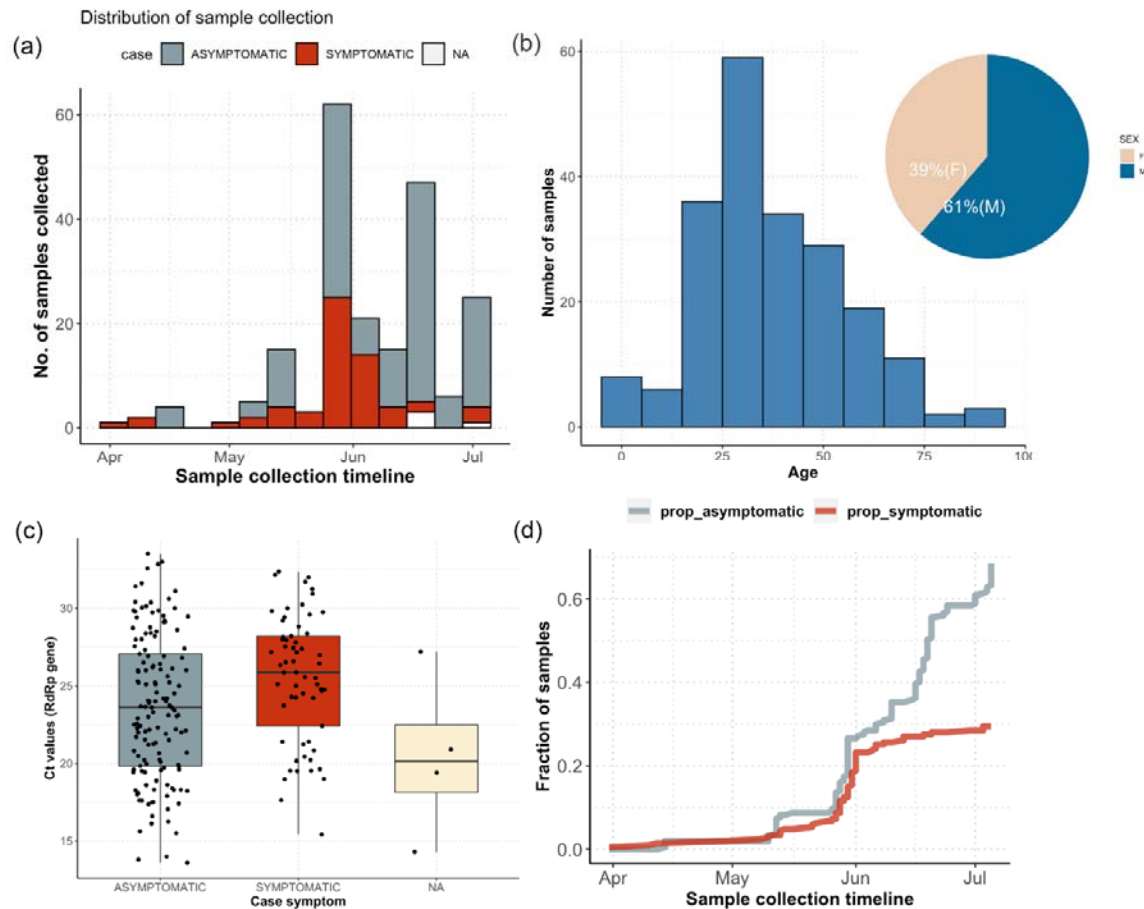 Distribution of sample collection
(a)
case ASYMPTOMATIC SYMPTOMATIC NA
60
40
20
0
No. of samples collected
Apr May Jun Jul
Sample collection timeline
(b)
60
40
20
0
Number of samples
0 25 50 75 100
Age
39%(F)
61%(M)
SEX
F
M
(c)
30
25
20
15
Ct values (RdRp gene)
ASYMPTOMATIC SYMPTOMATIC NA
Case symptom
prop_asymptomatic prop_symptomatic
(d)
0.6
0.4
0.2
0.0
Fraction of samples
Apr May Jun Jul
Sample collection timeline